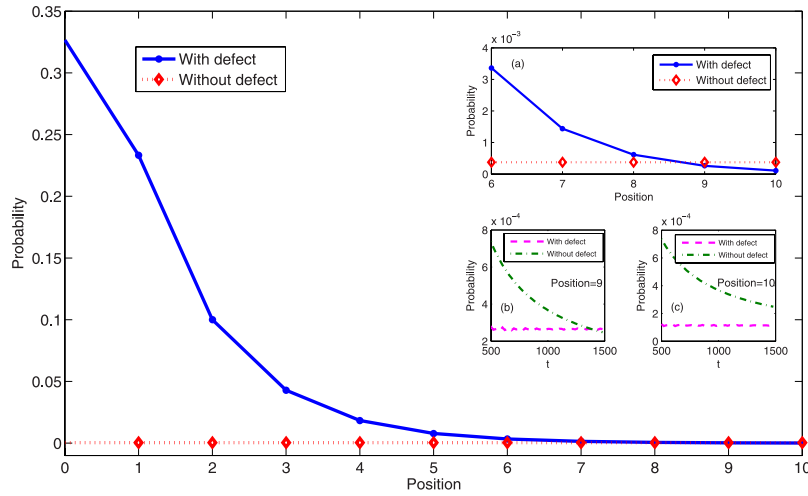 0.35
0.3
0.25
0.2
0.15
0.1
0.05
0
Probability
0 1 2 3 4 5 6 7 8 9 10
Position
With defect
Without defect
x 10⁻³
4
3
2
1
0
Probability
(a)
With defect
Without defect
6 7 8 9 10
Position
x 10⁻⁴
8
6
4
2
Probability
With defect
Without defect
Position=9
(b)
500 1000 1500
t
x 10⁻⁴
8
6
4
2
0
Probability
With defect
Without defect
Position=10
(c)
500 1000 1500
t